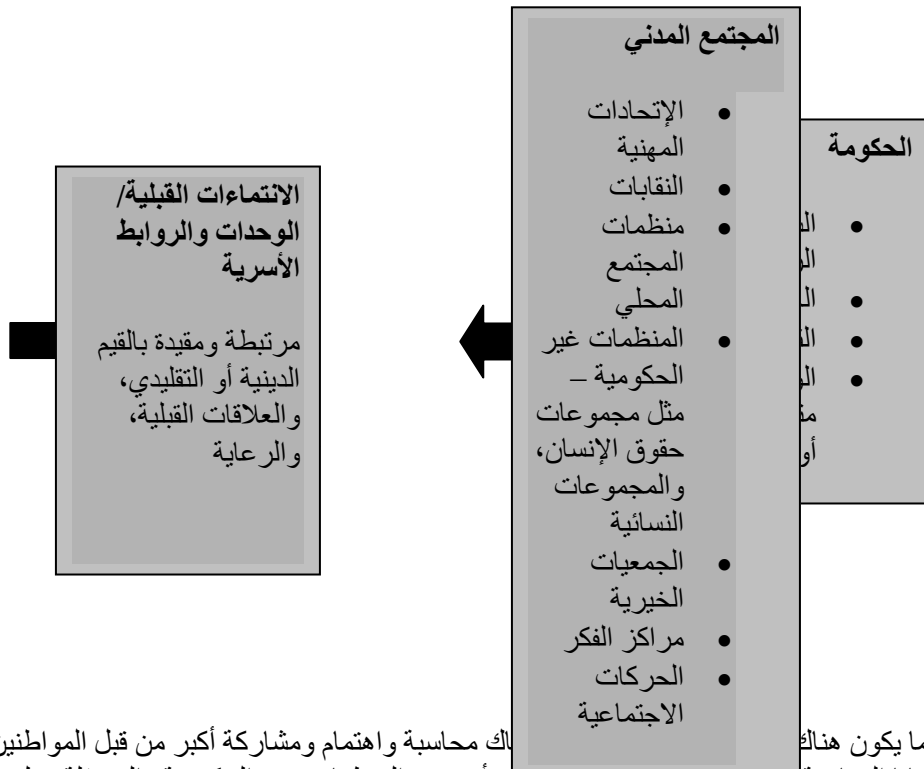 المجتمع المدني
• الإتحادات
المهنية
• النقابات
• منظمات
المجتمع
المحلي
• المنظمات غير
الحكومية –
مثل مجموعات
حقوق الإنسان،
والمجموعات
النسائية
• الجمعيات
الخيرية
• مراكز الفكر
• الحركات
الاجتماعية
الحكومة
الانتماءات القبلية/
الوحدات والروابط
الأسرية
مرتبطة ومقيدة بالقيم
الدينية أو التقليدي،
والعلاقات القبلية،
والرعاية
ما يكون هناك محاسبة واهتمام ومشاركة أكبر من قبل المواطنين